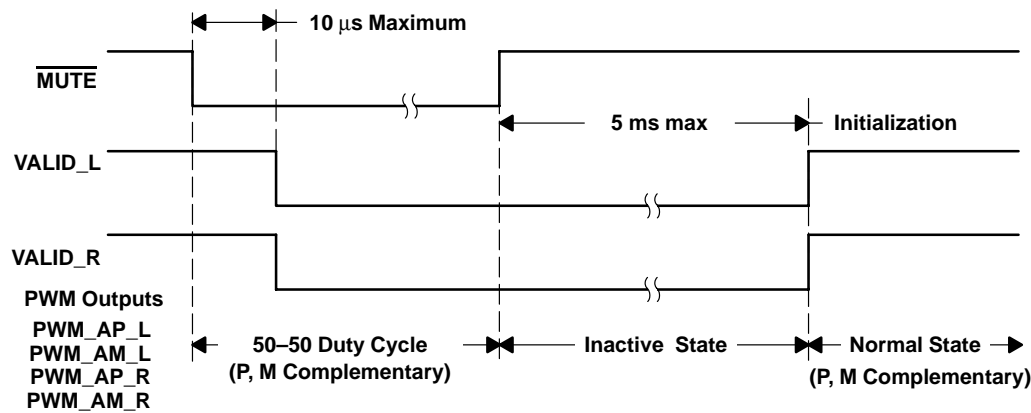 10 μs Maximum
MUTE
5 ms max
Initialization
VALID_L
VALID_R
PWM Outputs
PWM_AP_L
PWM_AM_L
PWM_AP_R
PWM_AM_R
50–50 Duty Cycle
(P, M Complementary)
Inactive State
Normal State
(P, M Complementary)